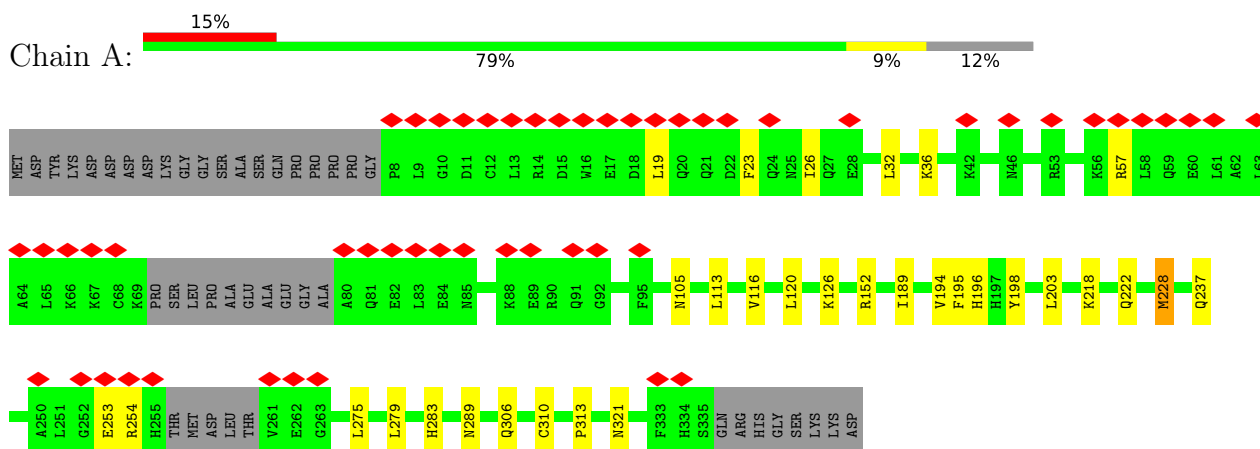 15%
Chain A:
79% 9% 12%
MET ASP TYR LYS ASP ASP ASP ASP LYS GLY GLY SER ALA SER GLN PRO PRO PRO PRO GLY P8 L9 G10 D11 C12 L13 R14 D15 W16 E17 D18 L19 Q20 Q21 D22 F23 Q24 N25 I26 Q27 E28 L32 K36 K42 N46 R53 K56 R57 L58 Q59 E60 L61 A62 L63
A64 L65 K66 K67 C68 K69 PRO SER LEU PRO ALA GLU ALA GLU GLY ALA A80 Q81 E82 L83 E84 N85 K88 E89 R90 Q91 G92 F95 N105 L113 V116 L120 K126 R152 I189 V194 F195 H196 H197 Y198 L203 K218 Q222 M228 Q237
A250 L251 G252 E253 R254 H255 THR MET ASP LEU THR V261 E262 G263 L275 L279 H283 N289 Q306 C310 P313 N321 F333 H334 S335 GLN ARG HIS GLY SER LYS LYS ASP